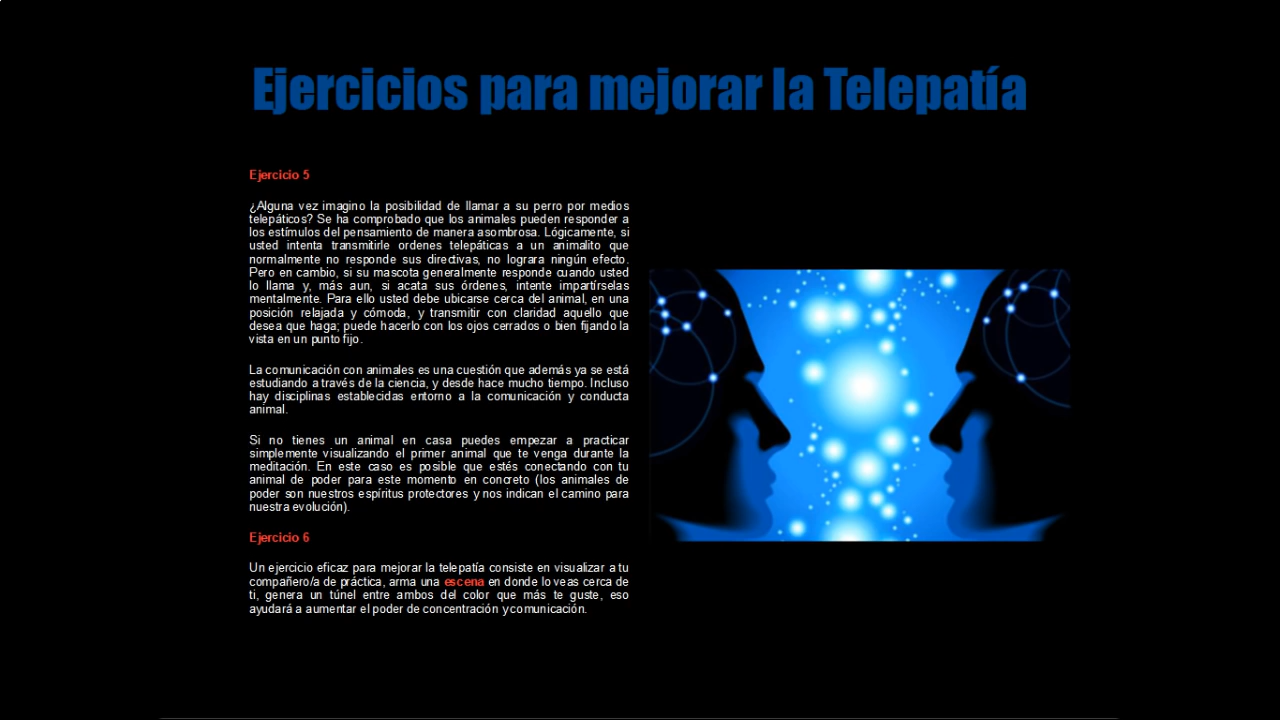 Ejercicios para mejorar la Telepatía
Ejercicio 5
¿Alguna vez imagino la posibilidad de llamar a su perro por medios
telepáticos? Se ha comprobado que los animales pueden responder a
los estímulos del pensamiento de manera asombrosa. Lógicamente, si
usted intenta transmitirle ordenes telepáticas a un animalito que
normalmente no responde sus directivas, no lograra ningún efecto.
Pero en cambio, si su mascota generalmente responde cuando usted
lo llama y, más aun, si acata sus órdenes, intente impartírselas
mentalmente. Para ello usted debe ubicarse cerca del animal, en una
posición relajada y cómoda, y transmitir con claridad aquello que
desea que haga; puede hacerlo con los ojos cerrados o bien fijando la
vista en un punto fijo.
La comunicación con animales es una cuestión que además ya se está
estudiando a través de la ciencia, y desde hace mucho tiempo. Incluso
hay disciplinas establecidas entorno a la comunicación y conducta
animal.
Si no tienes un animal en casa puedes empezar a practicar
simplemente visualizando el primer animal que te venga durante la
meditación. En este caso es posible que estés conectando con tu
animal de poder para este momento en concreto (los animales de
poder son nuestros espíritus protectores y nos indican el camino para
nuestra evolución).
Ejercicio 6
Un ejercicio eficaz para mejorar la telepatía consiste en visualizar a tu
compañero/a de práctica, arma una escena en donde lo veas cerca de
ti, genera un túnel entre ambos del color que más te guste, eso
ayudará a aumentar el poder de concentración y comunicación.